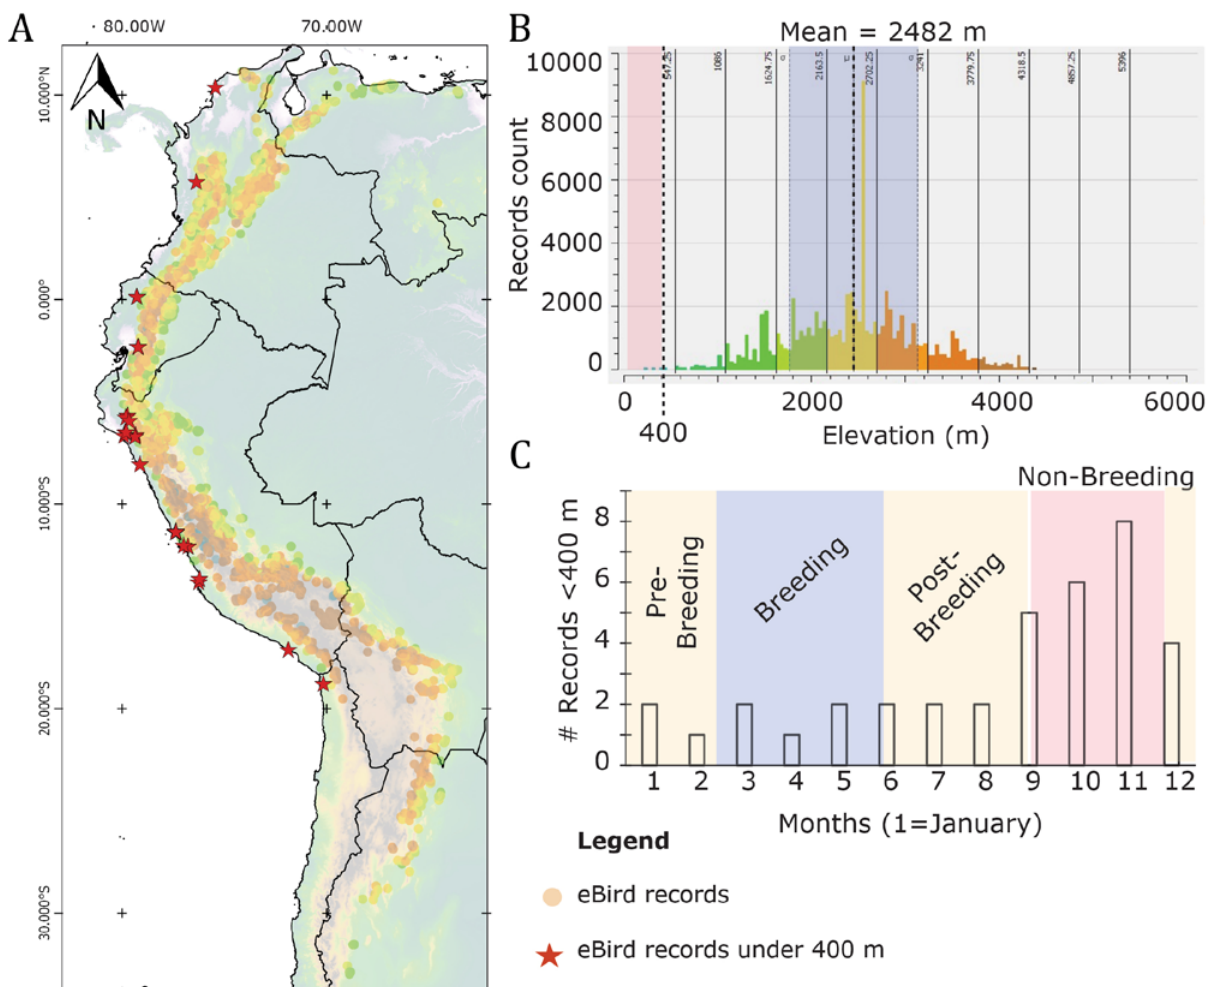 A
80.00W
70.00W
N
10.000°N
0.000°
10.000°S
20.000°S
30.000°S
B
Mean = 2482 m
Records count
10000
8000
6000
4000
2000
0
547.25
1086
1624.75
2163.5
2702.25
3241
3779.75
4318.5
4857.25
5396
0
2000
4000
6000
400
Elevation (m)
C
Non-Breeding
# Records <400 m
8
6
4
2
0
Pre-
Breeding
Breeding
Post-
Breeding
1 2 3 4 5 6 7 8 9 10 11 12
Months (1=January)
Legend
eBird records
eBird records under 400 m